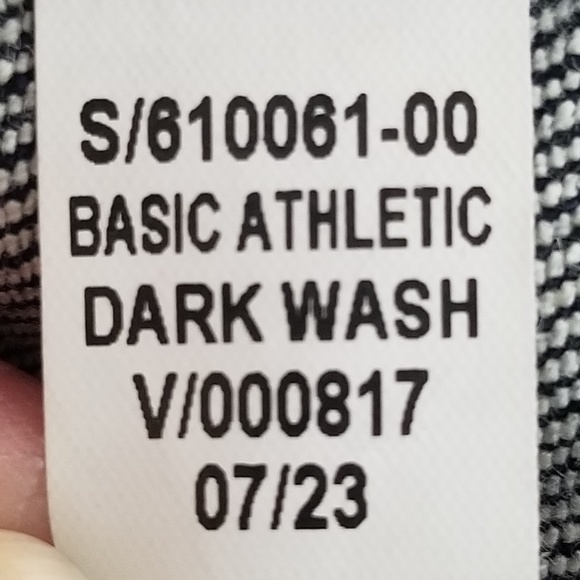 S/610061-00
BASIC ATHLETIC
DARK WASH
V/000817
07/23